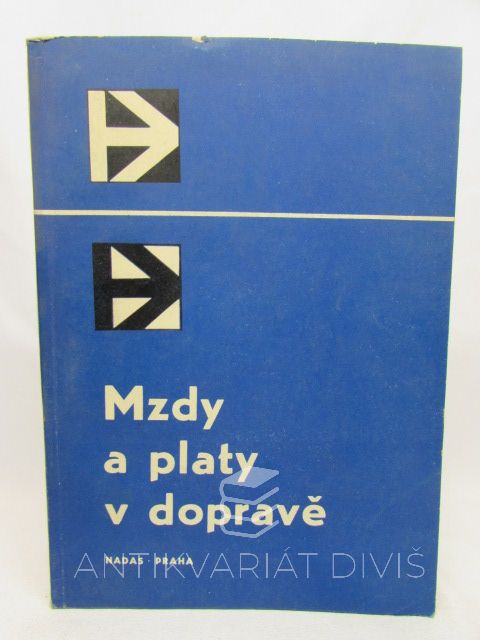 Mzdy
a platy
v dopravě
NADAS · PRAHA
ANTIKVARIÁT DIVIŠ